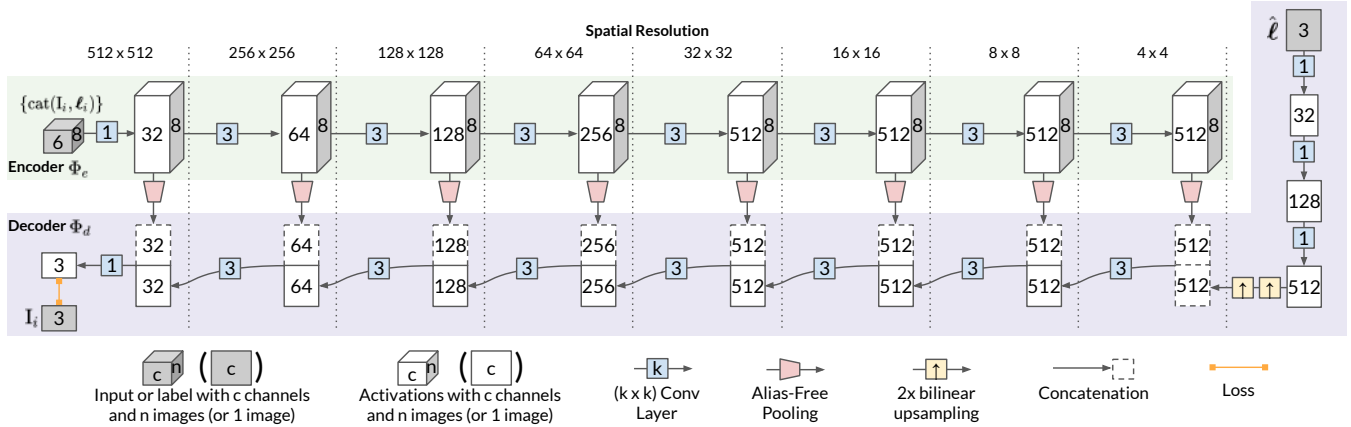 Spatial Resolution
512 x 512 256 x 256 128 x 128 64 x 64 32 x 32 16 x 16 8 x 8 4 x 4
{cat(I_i, ℓ_i)}
6 8 1 32 8 3 64 8 3 128 8 3 256 8 3 512 8 3 512 8 3 512 8 3 512 8
Encoder Φ_e
Decoder Φ_d
32 64 128 256 512 512 512 512
3 1 32 3 64 3 128 3 256 3 512 3 512 3 512 3 512 ↑ ↑ 512
I_i 3
ℓ̂ 3
1
32
1
128
1
c n ( c )
Input or label with c channels
and n images (or 1 image)
c n ( c )
Activations with c channels
and n images (or 1 image)
k
(k x k) Conv
Layer
Alias-Free
Pooling
↑
2x bilinear
upsampling
Concatenation
Loss